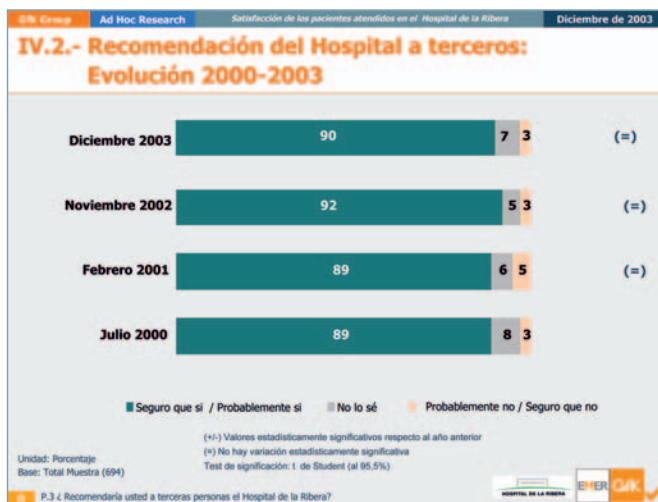 GfK Group
Ad Hoc Research
Satisfacción de los pacientes atendidos en el Hospital de la Ribera
Diciembre de 2003
IV.2.- Recomendación del Hospital a terceros:
Evolución 2000-2003
Diciembre 2003 90 7 3 (=)
Noviembre 2002 92 5 3 (=)
Febrero 2001 89 6 5 (=)
Julio 2000 89 8 3
Seguro que si / Probablemente si No lo sé Probablemente no / Seguro que no
(+/-) Valores estadísticamente significativos respecto al año anterior
(=) No hay variación estadísticamente significativa
Test de significación: t de Student (al 95,5%)
Unidad: Porcentaje
Base: Total Muestra (694)
P.3 ¿ Recomendaría usted a terceras personas el Hospital de la Ribera?
HOSPITAL DE LA RIBERA
EMER GfK